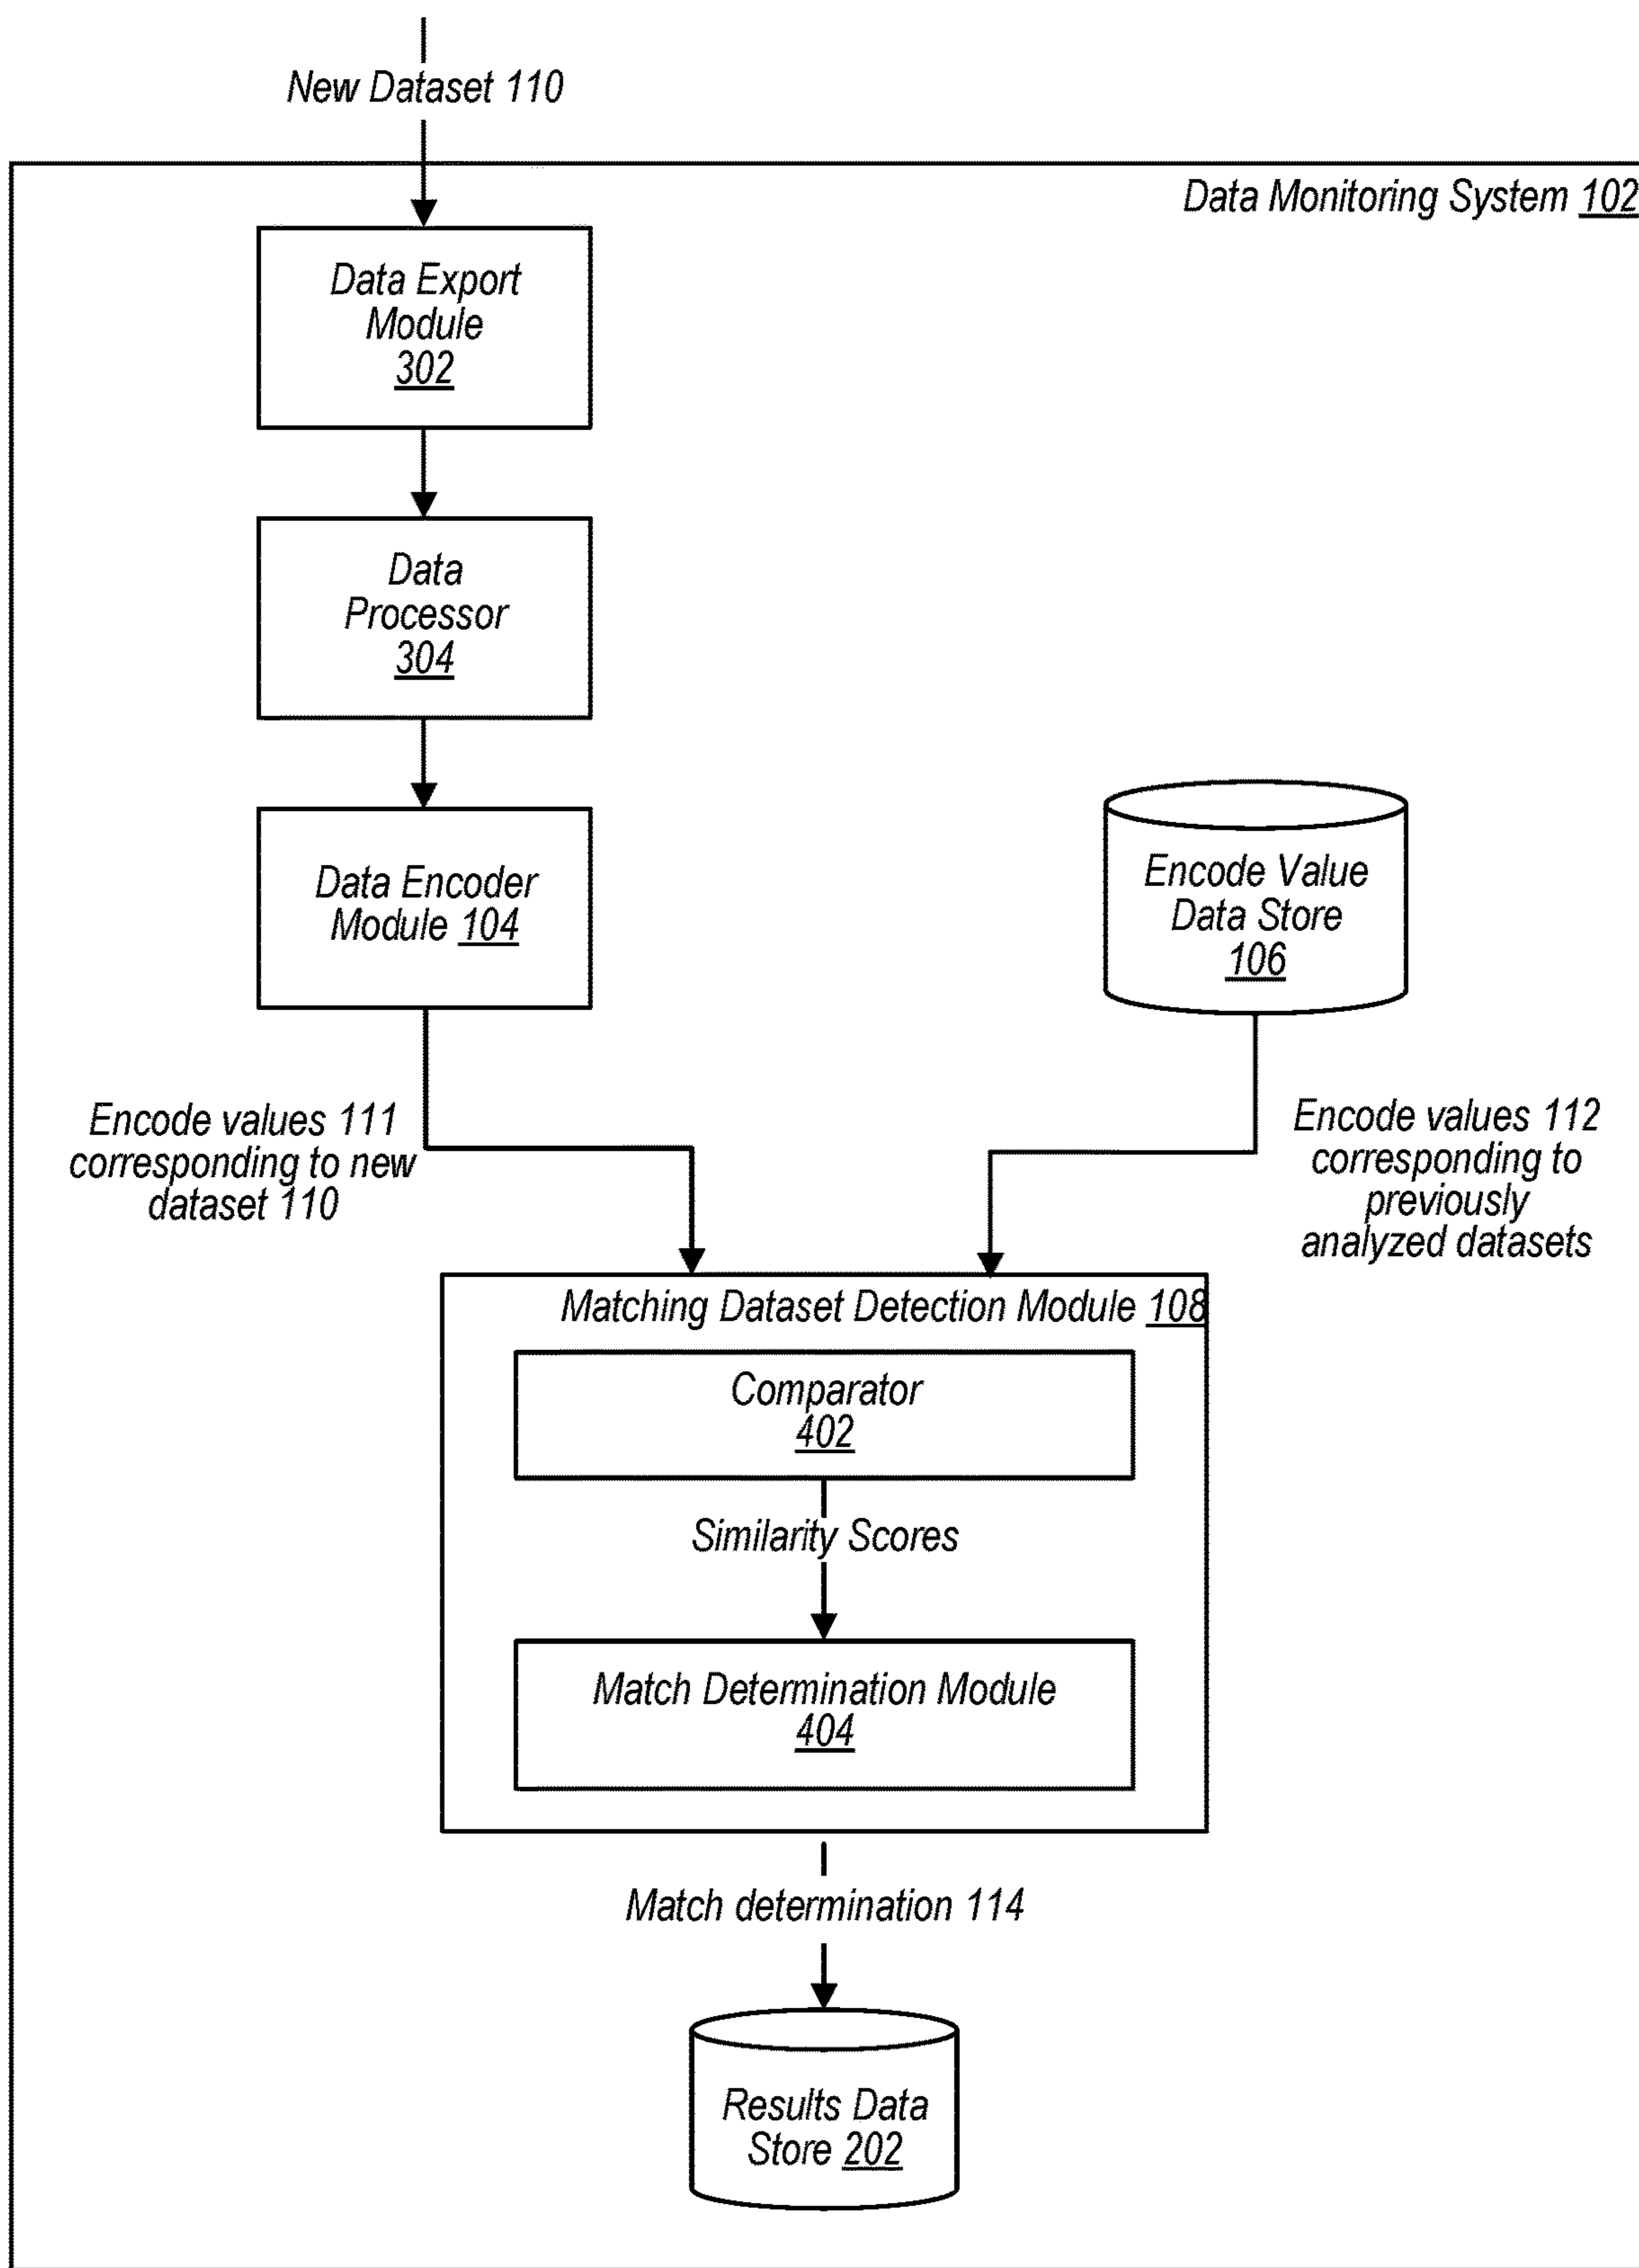 New Dataset 110
Data Monitoring System 102
Data Export
Module
302
Data
Processor
304
Data Encoder
Module 104
Encode Value
Data Store
106
Encode values 111
corresponding to new
dataset 110
Encode values 112
corresponding to
previously
analyzed datasets
Matching Dataset Detection Module 108
Comparator
402
Similarity Scores
Match Determination Module
404
Match determination 114
Results Data
Store 202